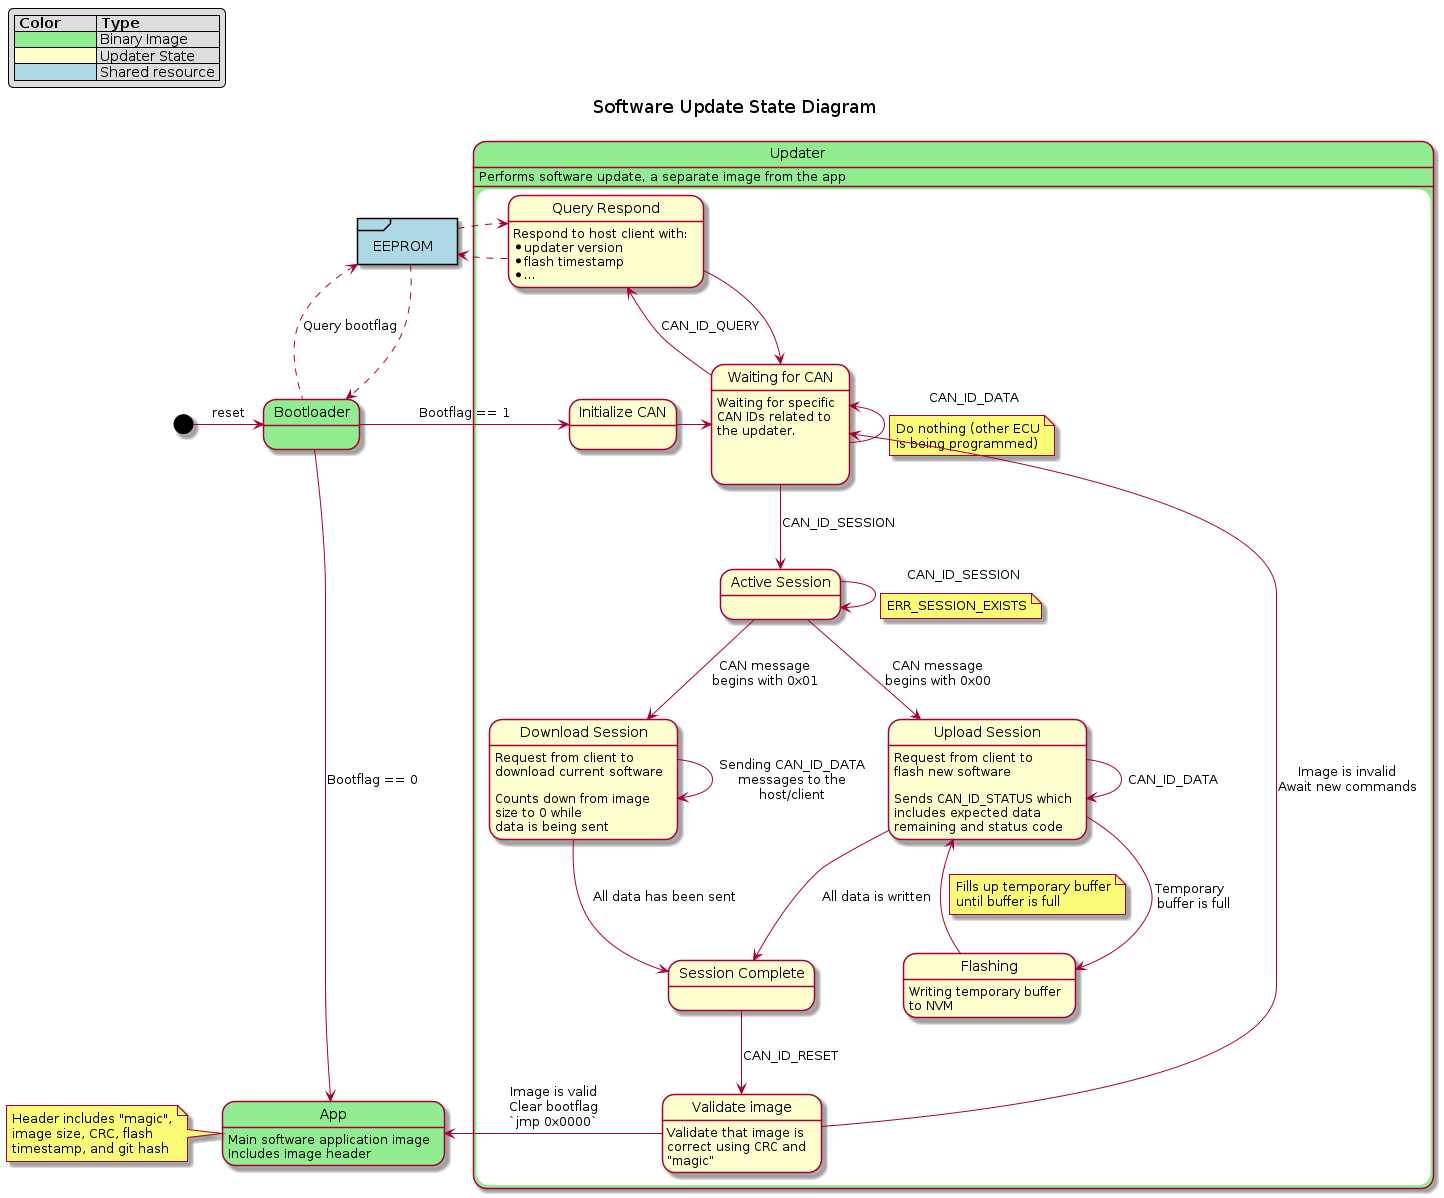 Color Type
Binary Image
Updater State
Shared resource
Software Update State Diagram
Updater
Performs software update, a separate image from the app
Query Respond
Respond to host client with:
• updater version
• flash timestamp
• ...
EEPROM
Query bootflag
CAN_ID_QUERY
Waiting for CAN
Waiting for specific
CAN IDs related to
the updater.
CAN_ID_DATA
Do nothing (other ECU
is being programmed)
reset
Bootloader
Bootflag == 1
Initialize CAN
CAN_ID_SESSION
Active Session
CAN_ID_SESSION
ERR_SESSION_EXISTS
CAN message
begins with 0x01
CAN message
begins with 0x00
Download Session
Request from client to
download current software
Counts down from image
size to 0 while
data is being sent
Sending CAN_ID_DATA
messages to the
host/client
Upload Session
Request from client to
flash new software
Sends CAN_ID_STATUS which
includes expected data
remaining and status code
CAN_ID_DATA
Image is invalid
Await new commands
Bootflag == 0
All data has been sent
All data is written
Fills up temporary buffer
until buffer is full
Temporary
buffer is full
Session Complete
Flashing
Writing temporary buffer
to NVM
CAN_ID_RESET
Image is valid
Clear bootflag
`jmp 0x0000`
Validate image
Validate that image is
correct using CRC and
"magic"
Header includes "magic",
image size, CRC, flash
timestamp, and git hash
App
Main software application image
Includes image header